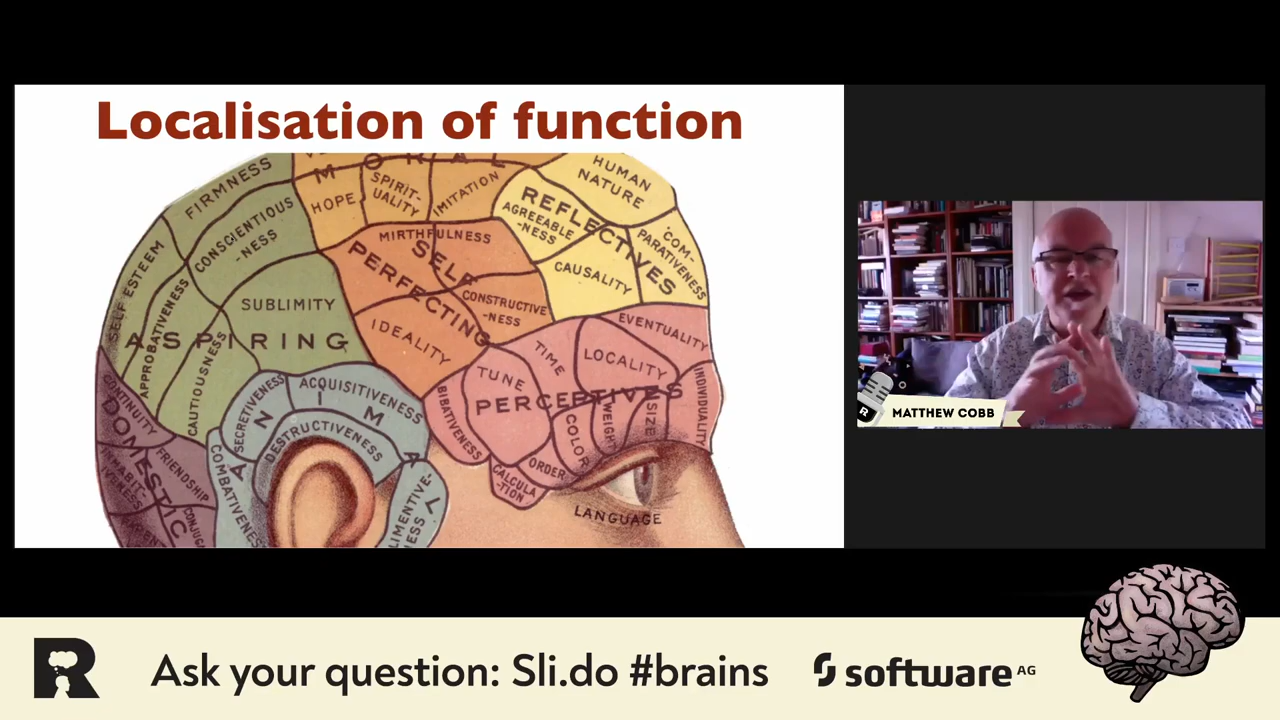 Localisation of function
FIRMNESS
MORAL
HOPE
SPIRIT-
UALITY
IMITATION
HUMAN
NATURE
REFLECTIVES
AGREEABLE
-NESS
COM-
PARATIVENESS
CONSCIENTIOUS
-NESS
MIRTHFULNESS
SELF
PERFECTING
CAUSALITY
SELF ESTEEM
APPROBATIVENESS
SUBLIMITY
CONSTRUCTIVE
-NESS
IDEALITY
EVENTUALITY
ASPIRING
CAUTIOUSNESS
TIME
LOCALITY
TUNE
PERCEPTIVES
INDIVIDUALITY
SECRETIVENESS
ACQUISITIVENESS
ANIMAL
DESTRUCTIVENESS
BIBATIVENESS
COLOR
WEIGHT
SIZE
CONTINUITY
DOMESTIC
FRIENDSHIP
COMBATIVENESS
ORDER
CALCULA
-TION
LANGUAGE
R
MATTHEW COBB
R
Ask your question: Sli.do #brains
software AG